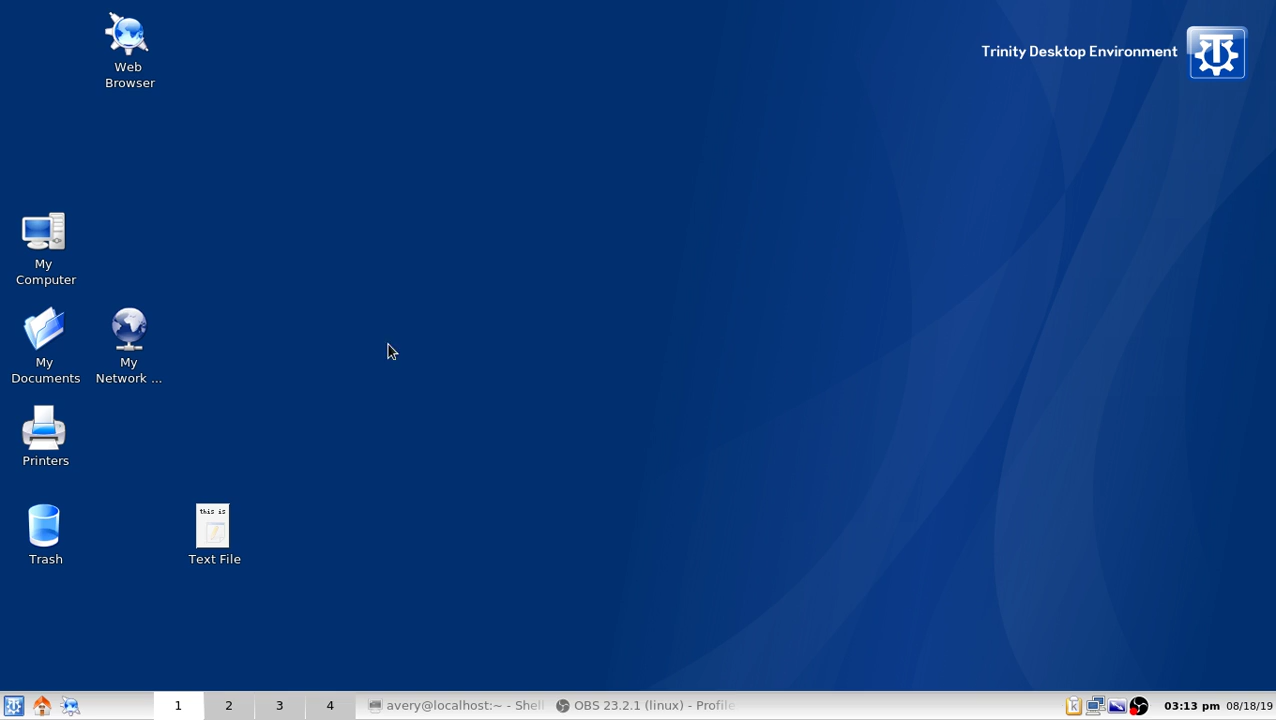 Web
Browser
Trinity Desktop Environment
My
Computer
My
Documents
My
Network ...
Printers
this is
Trash
Text File
1
2
3
4
avery@localhost:~ - Shell
OBS 23.2.1 (linux) - Profile
03:13 pm
08/18/19